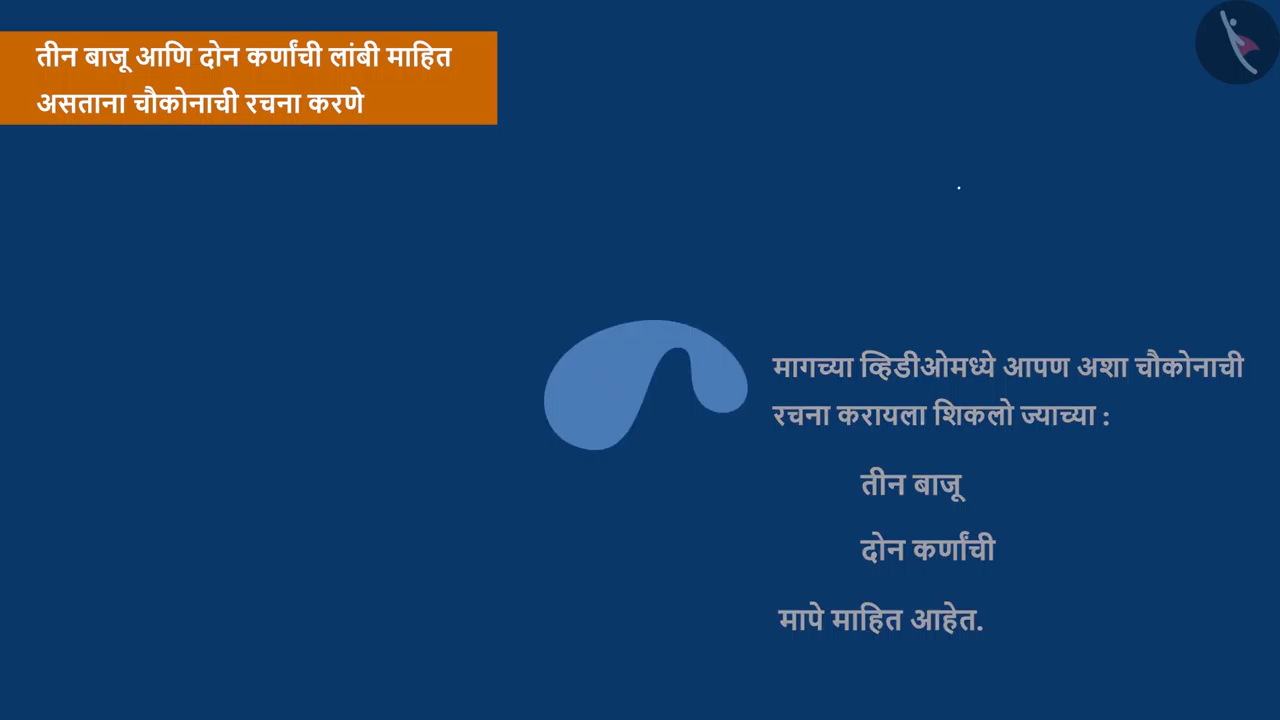 तीन बाजू आणि दोन कर्णांची लांबी माहित
असताना चौकोनाची रचना करणे
मागच्या व्हिडीओमध्ये आपण अशा चौकोनाची
रचना करायला शिकलो ज्याच्या :
तीन बाजू
दोन कर्णांची
मापे माहित आहेत.